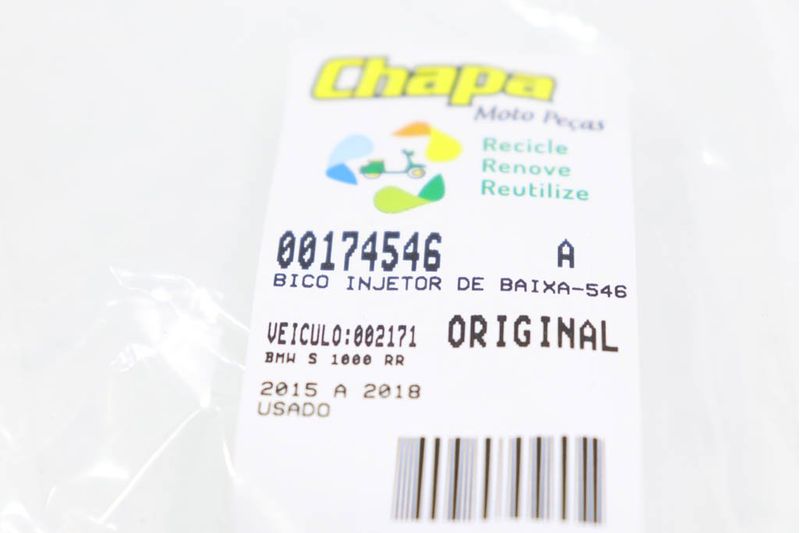 Chapa
Moto Peças
Recicle
Renove
Reutilize
00174546 A
BICO INJETOR DE BAIXA-546
VEICULO:002171 ORIGINAL
BMW S 1000 RR
2015 A 2018
USADO